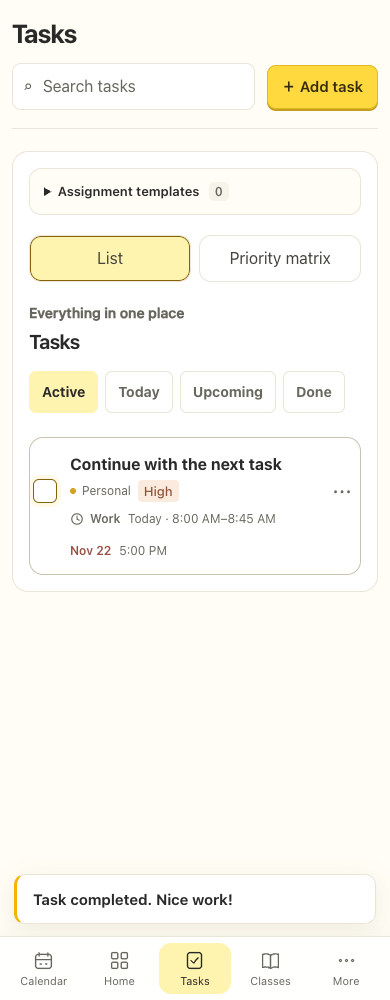 Tasks
Search tasks
+ Add task
Assignment templates 0
List
Priority matrix
Everything in one place
Tasks
Active Today Upcoming Done
Continue with the next task
Personal High
Work Today · 8:00 AM–8:45 AM
Nov 22 5:00 PM
Task completed. Nice work!
Calendar Home Tasks Classes More